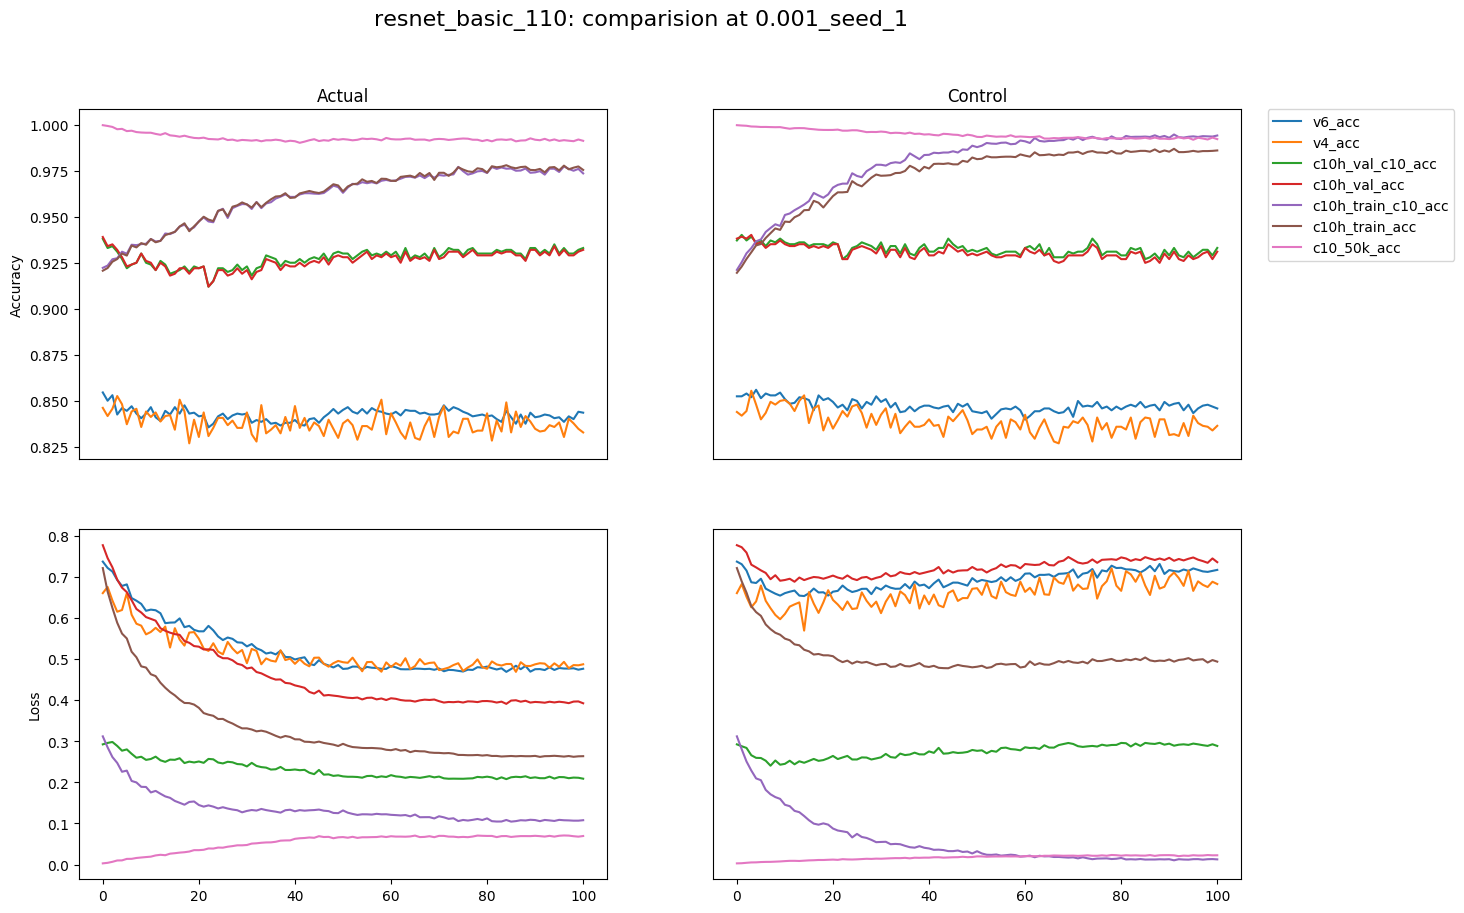 resnet_basic_110: comparision at 0.001_seed_1
Actual
Control
Accuracy
1.000
0.975
0.950
0.925
0.900
0.875
0.850
0.825
v6_acc
v4_acc
c10h_val_c10_acc
c10h_val_acc
c10h_train_c10_acc
c10h_train_acc
c10_50k_acc
Loss
0.8
0.7
0.6
0.5
0.4
0.3
0.2
0.1
0.0
0 20 40 60 80 100
0 20 40 60 80 100